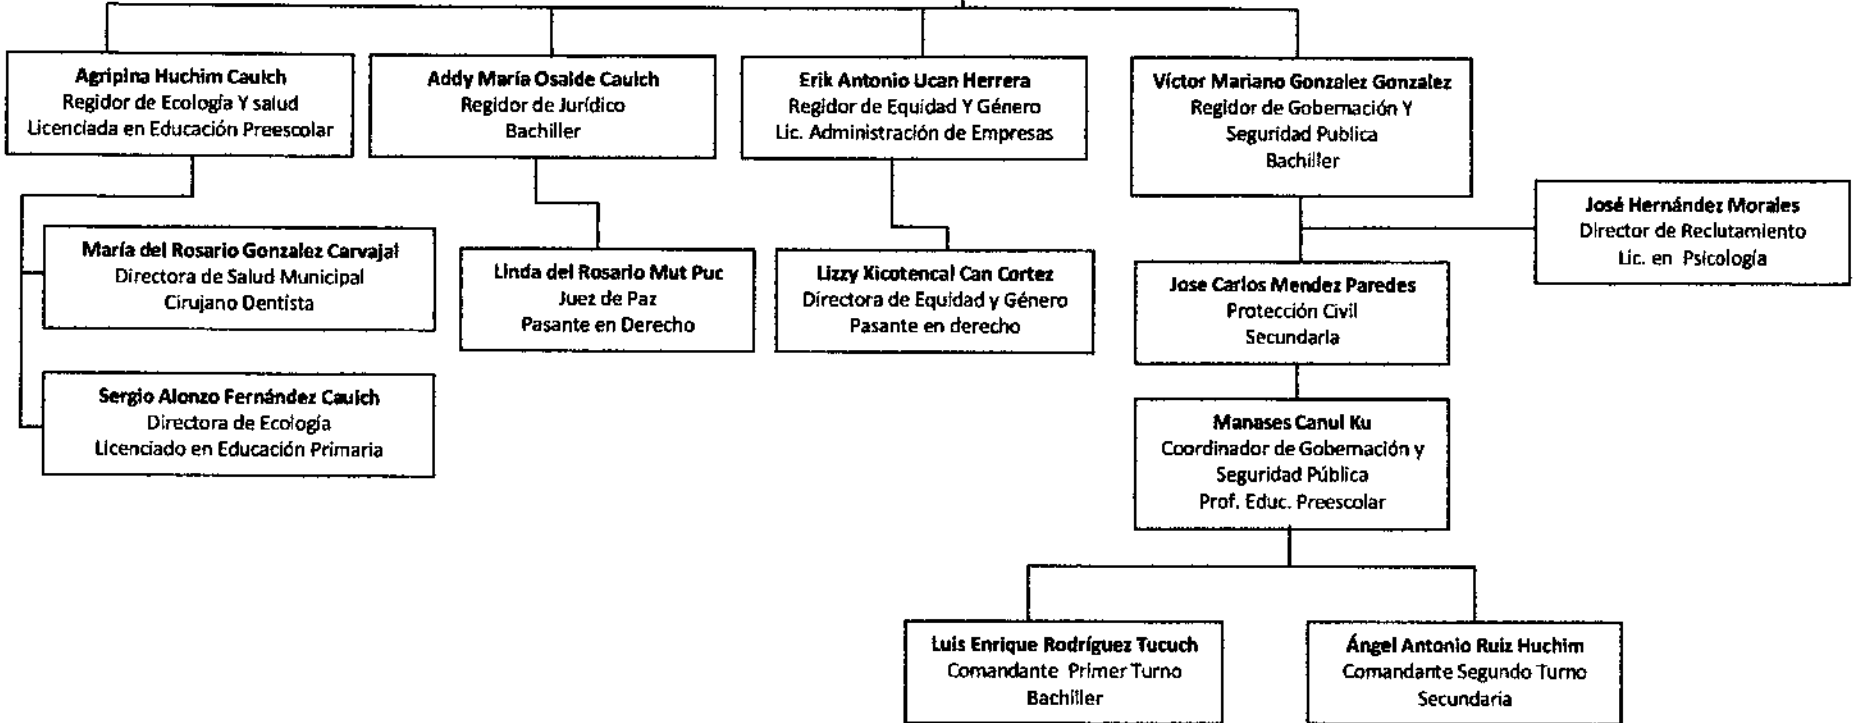 Agripina Huchim Cauich
Regidor de Ecología Y salud
Licenciada en Educación Preescolar
Addy María Osalde Cauich
Regidor de Jurídico
Bachiller
Erik Antonio Ucan Herrera
Regidor de Equidad Y Género
Lic. Administración de Empresas
Víctor Mariano Gonzalez Gonzalez
Regidor de Gobernación Y
Seguridad Publica
Bachiller
José Hernández Morales
Director de Reclutamiento
Lic. en Psicología
María del Rosario Gonzalez Carvajal
Directora de Salud Municipal
Cirujano Dentista
Linda del Rosario Mut Puc
Juez de Paz
Pasante en Derecho
Lizzy Xicotencal Can Cortez
Directora de Equidad y Género
Pasante en derecho
Jose Carlos Mendez Paredes
Protección Civil
Secundaria
Sergio Alonzo Fernández Cauich
Directora de Ecología
Licenciado en Educación Primaria
Manases Canul Ku
Coordinador de Gobernación y
Seguridad Pública
Prof. Educ. Preescolar
Luis Enrique Rodríguez Tucuch
Comandante Primer Turno
Bachiller
Ángel Antonio Ruiz Huchim
Comandante Segundo Turno
Secundaria